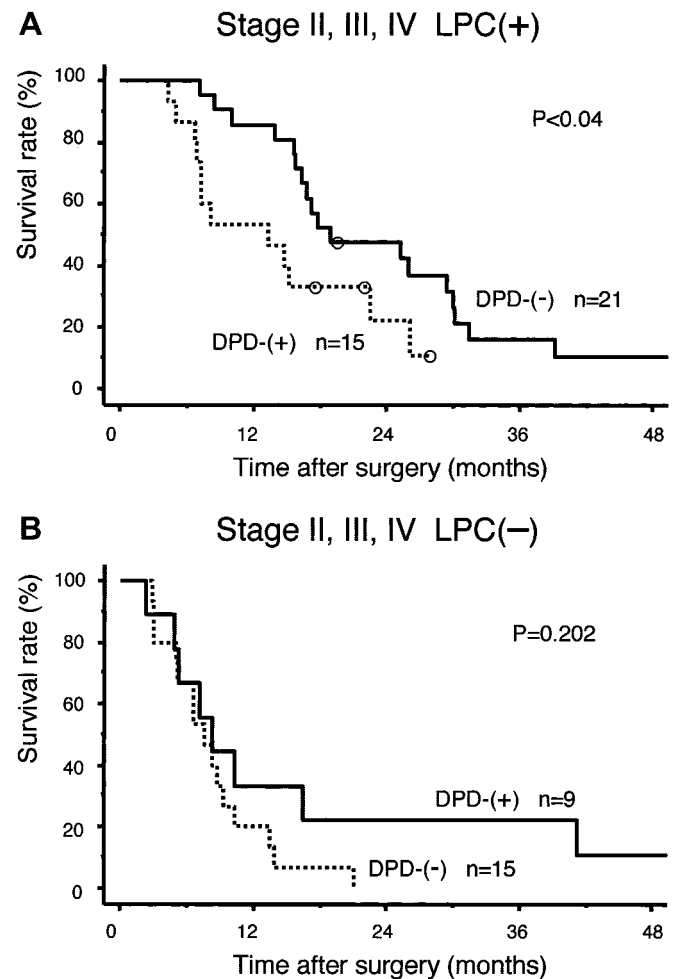 A Stage II, III, IV LPC(+)
Survival rate (%)
100
80
60
40
20
0
P<0.04
DPD-(-) n=21
DPD-(+) n=15
0 12 24 36 48
Time after surgery (months)
B Stage II, III, IV LPC(−)
Survival rate (%)
100
80
60
40
20
0
P=0.202
DPD-(+) n=9
DPD-(-) n=15
0 12 24 36 48
Time after surgery (months)